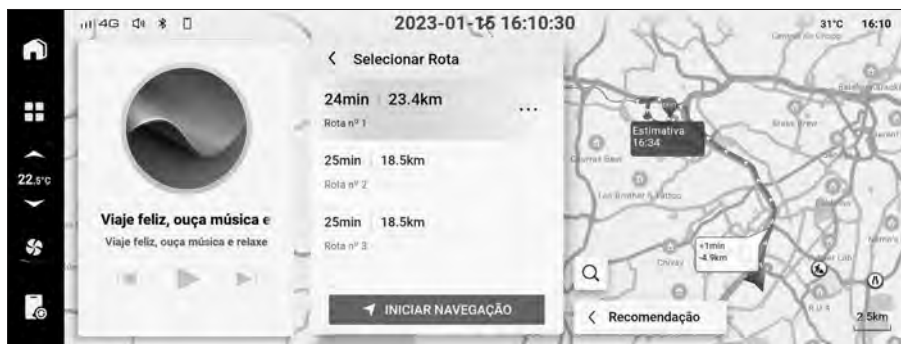 4G
2023-01-15 16:10:30
31°C 16:10
22.5°C
Viaje feliz, ouça música e
Viaje feliz, ouça música e relaxe
Selecionar Rota
24min 23.4km
Rota nº 1
25min 18.5km
Rota nº 2
25min 18.5km
Rota nº 3
INICIAR NAVEGAÇÃO
Estimativa
16:34
+1min
-4.9km
Recomendação
2.5km